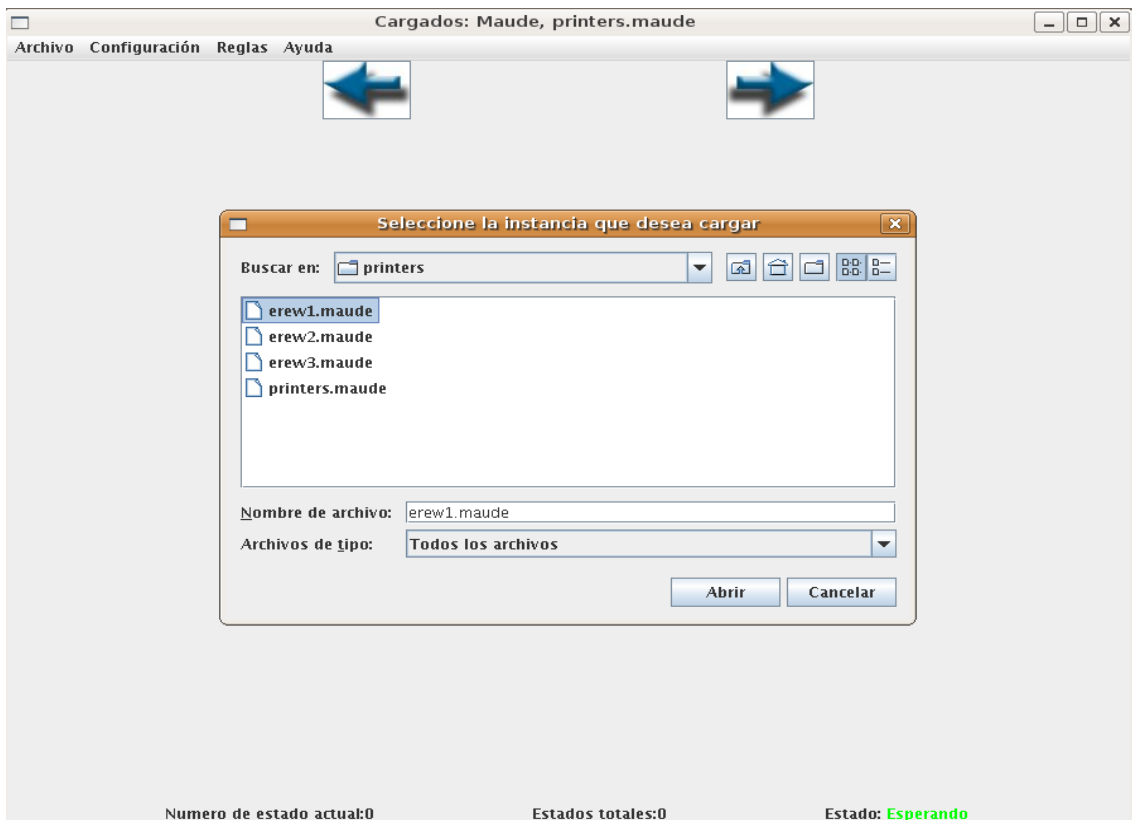 Cargados: Maude, printers.maude
Archivo Configuración Reglas Ayuda
Seleccione la instancia que desea cargar
Buscar en: printers
erew1.maude
erew2.maude
erew3.maude
printers.maude
Nombre de archivo: erew1.maude
Archivos de tipo: Todos los archivos
Abrir Cancelar
Numero de estado actual:0 Estados totales:0 Estado: Esperando